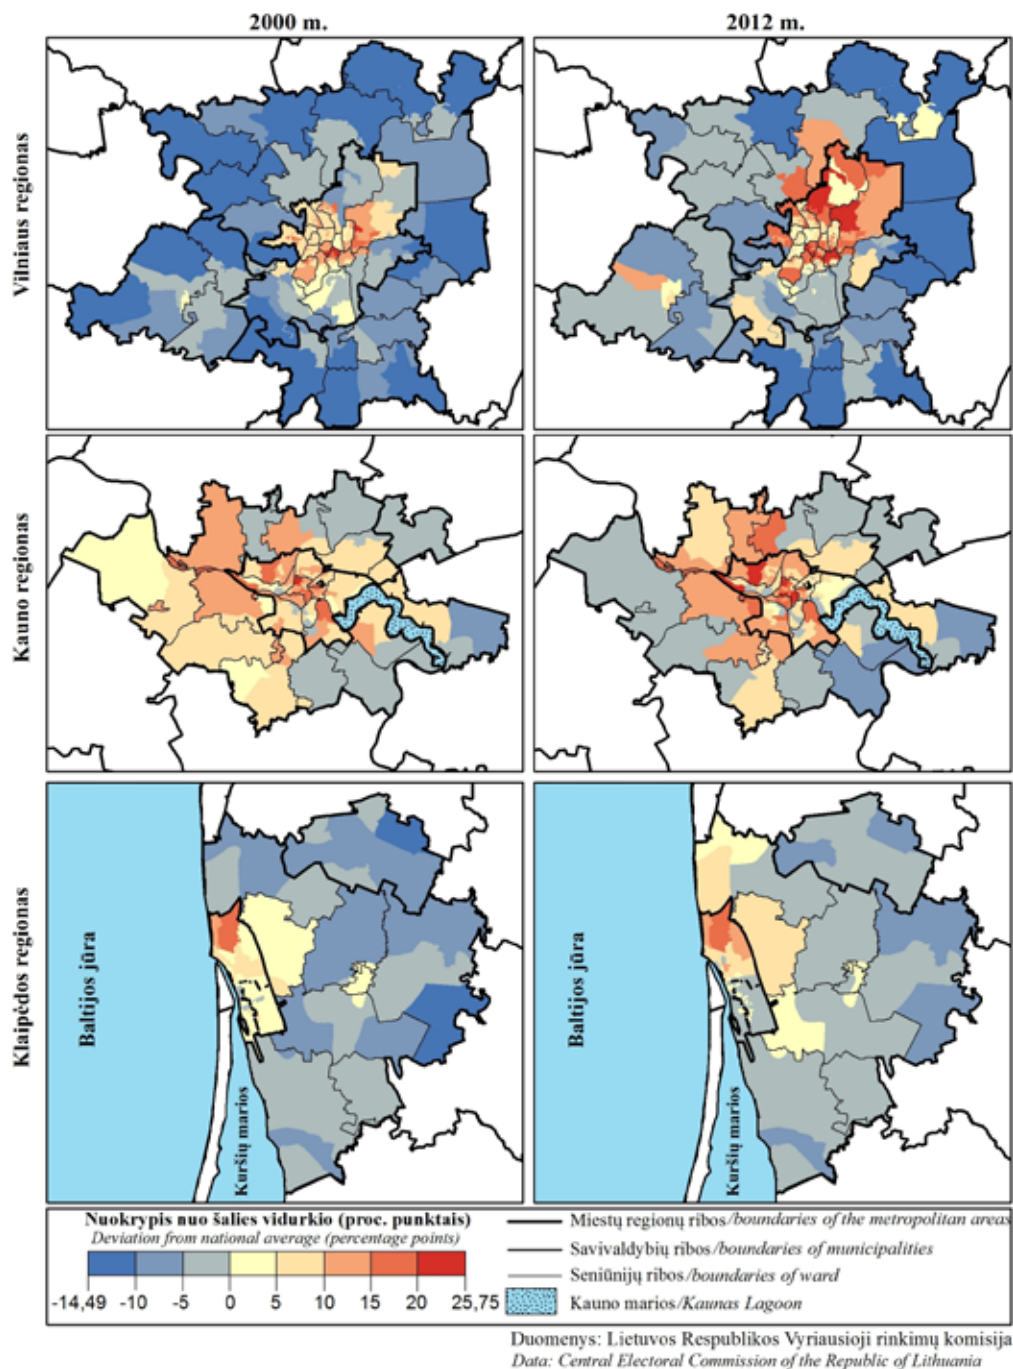 2000 m.
2012 m.
Vilniaus regionas
Kauno regionas
Klaipėdos regionas
Baltijos jūra
Kuršių marios
Baltijos jūra
Kuršių marios
Nuokrypis nuo šalies vidurkio (proc. punktais)
Deviation from national average (percentage points)
-14,49 -10 -5 0 5 10 15 20 25,75
Miestų regionų ribos/boundaries of the metropolitan areas
Savivaldybių ribos/boundaries of municipalities
Seniūnijų ribos/boundaries of ward
Kauno marios/Kaunas Lagoon
Duomenys: Lietuvos Respublikos Vyriausioji rinkimų komisija
Data: Central Electoral Commission of the Republic of Lithuania